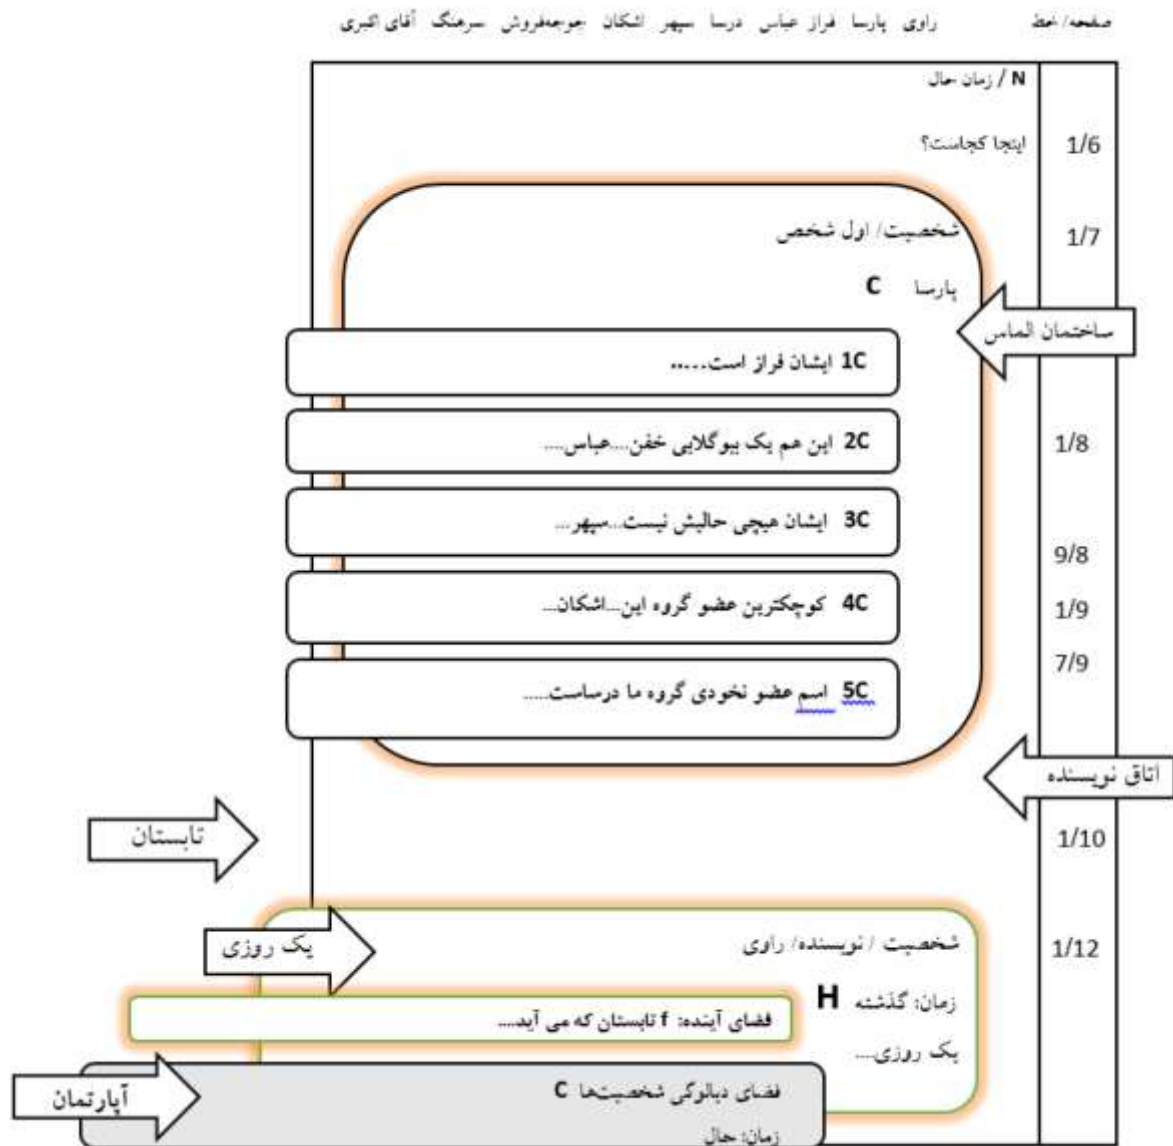 صفحه/خط راوی پارسا فراز عباس درسا سپهر اشکان جوجه‌فروش سرهنگ آقای اکبری
N / زمان حال
1/6 اینجا کجاست؟
1/7 شخصیت/ اول شخص
پارسا C
ساختمان الماس
1C ایشان فراز است.....
1/8 2C این هم یک بیوگلابی خفن....عباس....
3C ایشان هیچی حالیش نیست...سپهر...
9/8
1/9 4C کوچکترین عضو گروه این...اشکان...
7/9
5C اسم عضو نخودی گروه ما درساست.....
اتاق نویسنده
1/10 تابستان
1/12 شخصیت / نویسنده/ راوی
یک روزی
زمان: گذشته H
فضای آینده: f تابستان که می آید....
یک روزی....
آپارتمان
فضای دیالوگی شخصیت‌ها C
زمان: حال